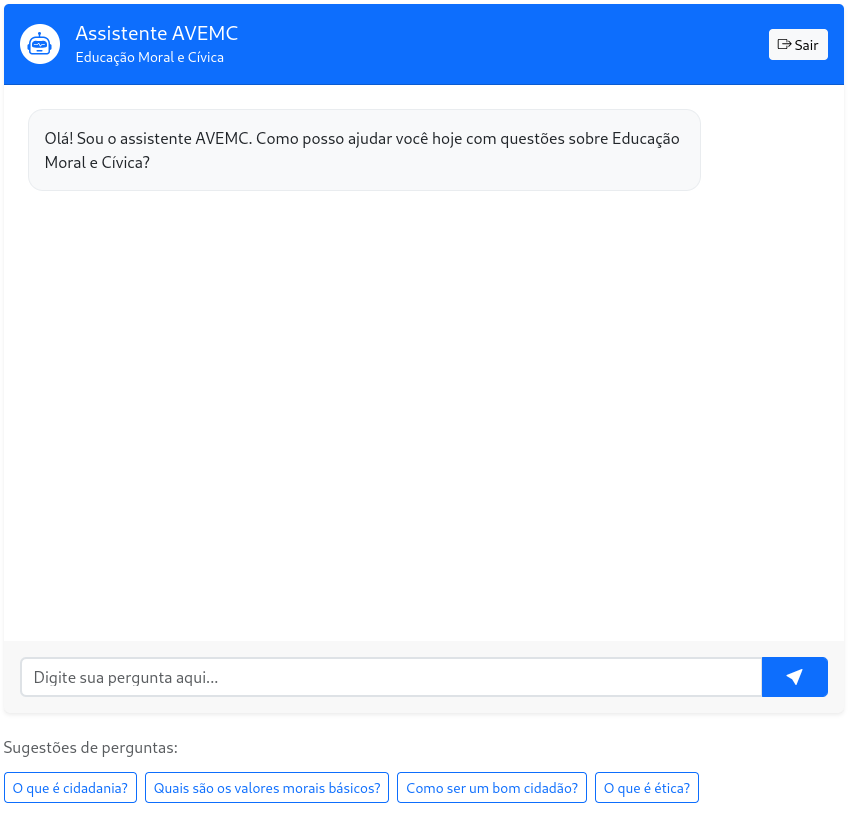 Assistente AVEMC
Educação Moral e Cívica
Sair
Olá! Sou o assistente AVEMC. Como posso ajudar você hoje com questões sobre Educação
Moral e Cívica?
Digite sua pergunta aqui...
Sugestões de perguntas:
O que é cidadania?
Quais são os valores morais básicos?
Como ser um bom cidadão?
O que é ética?